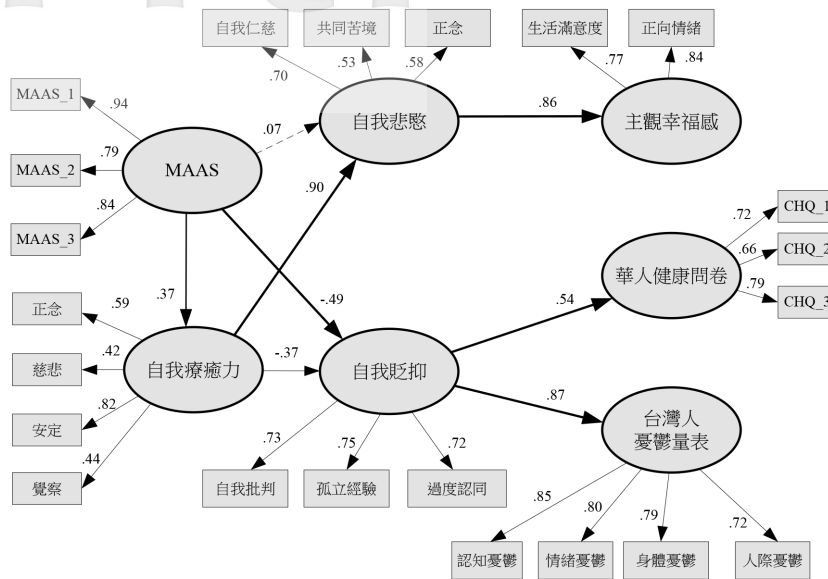 自我仁慈
共同苦境
正念
生活滿意度
正向情緒
.70
.53
.58
.77
.84
MAAS_1
.94
自我悲慜
.86
主觀幸福感
.07
MAAS_2
.79
MAAS
.90
MAAS_3
.84
CHQ_1
.72
CHQ_2
.66
華人健康問卷
CHQ_3
.79
.37
-.49
.54
正念
.59
慈悲
.42
自我療癒力
-.37
自我貶抑
.87
安定
.82
台灣人
憂鬱量表
覺察
.44
.73
.75
.72
自我批判
孤立經驗
過度認同
.85
.80
.79
.72
認知憂鬱
情緒憂鬱
身體憂鬱
人際憂鬱